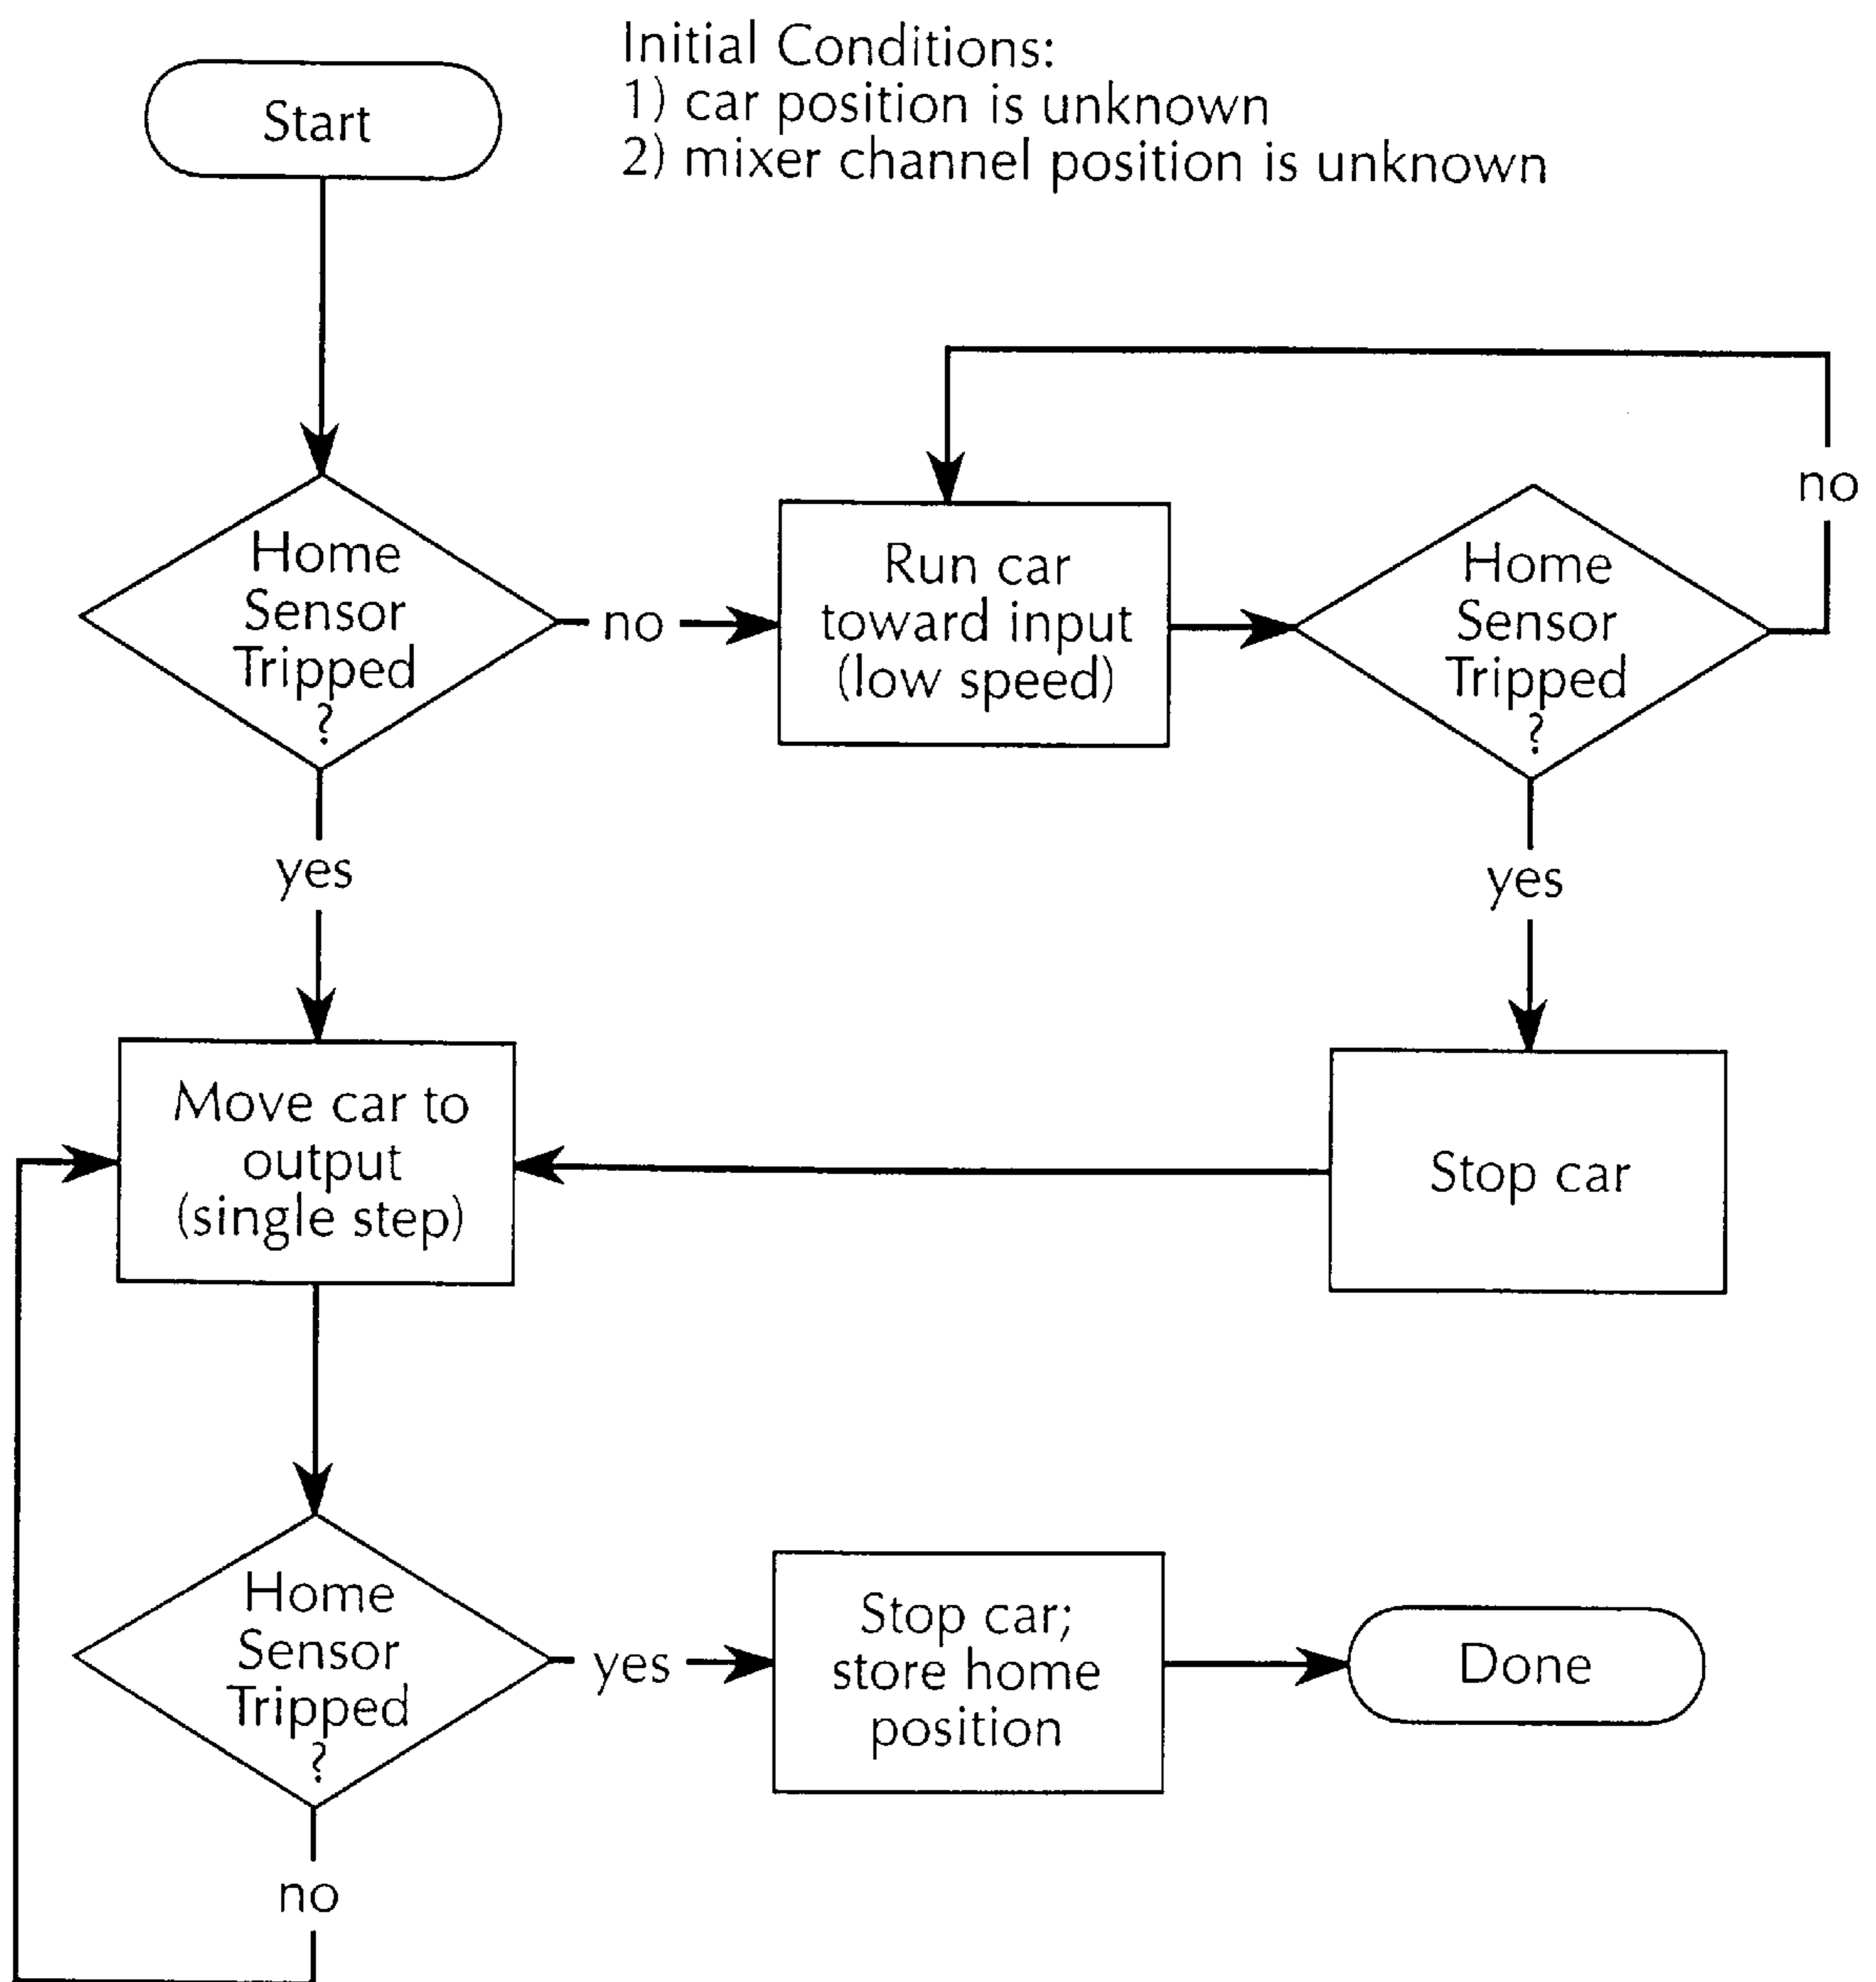 Initial Conditions:
1) car position is unknown
2) mixer channel position is unknown
Start
Home
Sensor
Tripped
?
no
Run car
toward input
(low speed)
Home
Sensor
Tripped
?
no
yes
yes
Move car to
output
(single step)
Stop car
Home
Sensor
Tripped
?
yes
Stop car;
store home
position
Done
no